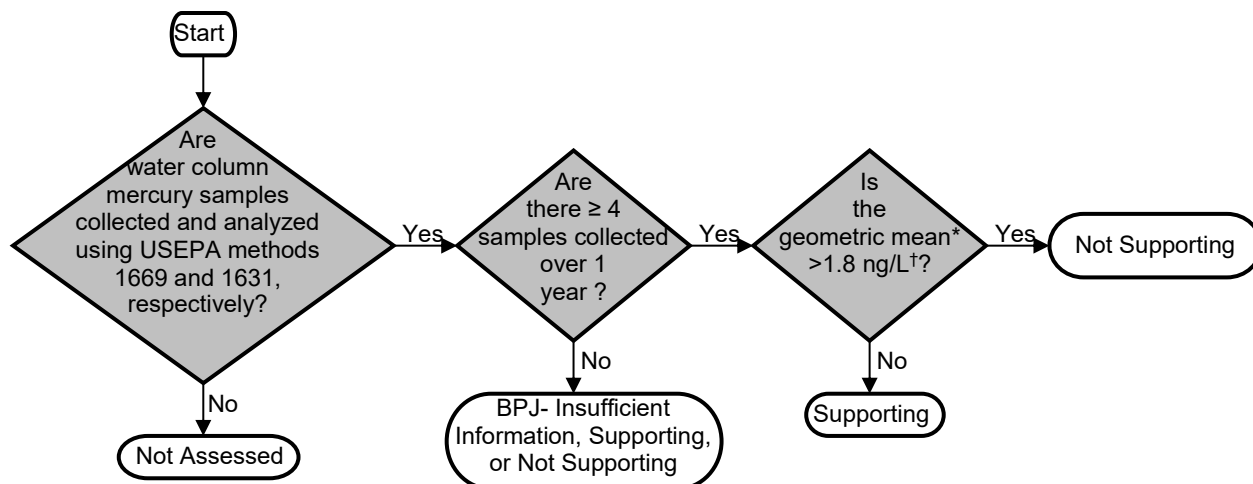 Start
Are
water column
mercury samples
collected and analyzed
using USEPA methods
1669 and 1631,
respectively?
Yes
No
Not Assessed
Are
there ≥ 4
samples collected
over 1
year ?
Yes
No
BPJ- Insufficient
Information, Supporting,
or Not Supporting
Is
the
geometric mean*
>1.8 ng/L†?
Yes
No
Supporting
Not Supporting